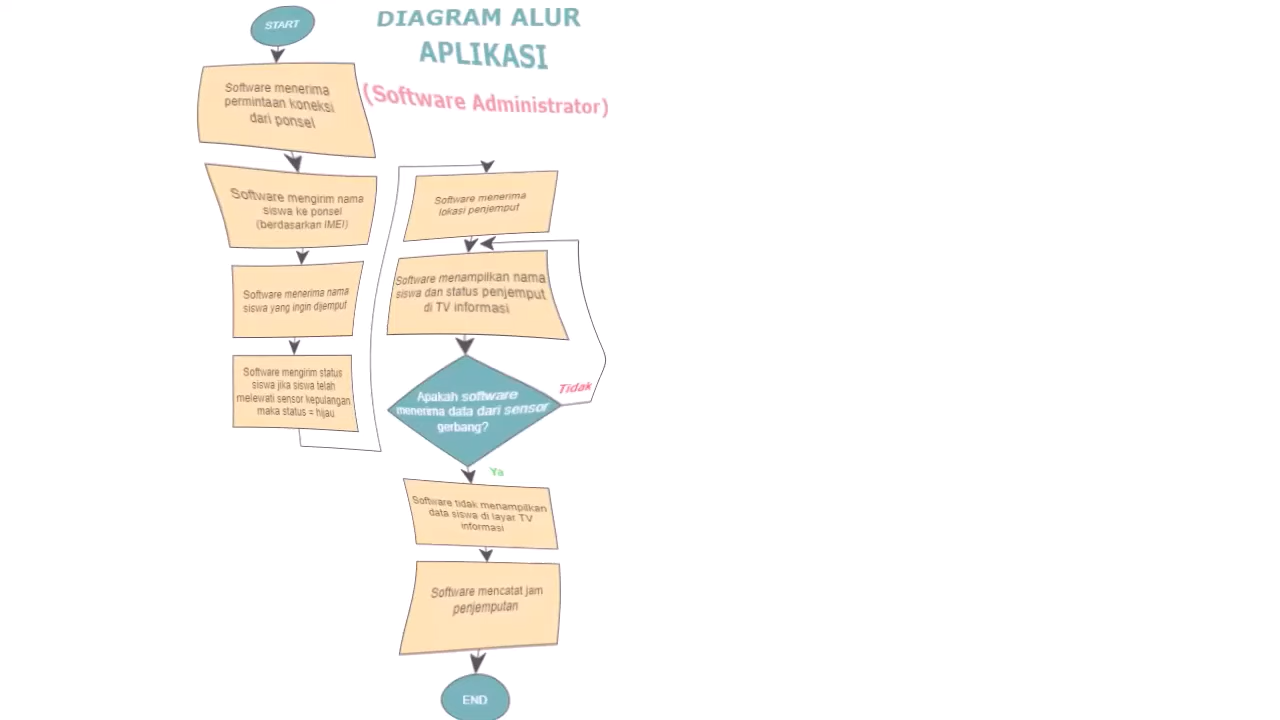 START
DIAGRAM ALUR
APLIKASI
(Software Administrator)
Software menerima
permintaan koneksi
dari ponsel
Software mengirim nama
siswa ke ponsel
(berdasarkan IMEI)
Software menerima nama
siswa yang ingin dijemput
Software mengirim status
siswa jika siswa telah
melewati sensor kepulangan
maka status = hijau
Software menerima
lokasi penjemput
Software menampilkan nama
siswa dan status penjemput
di TV informasi
Apakah software
menerima data dari sensor
gerbang?
Tidak
Ya
Software tidak menampilkan
data siswa di layar TV
informasi
Software mencatat jam
penjemputan
END